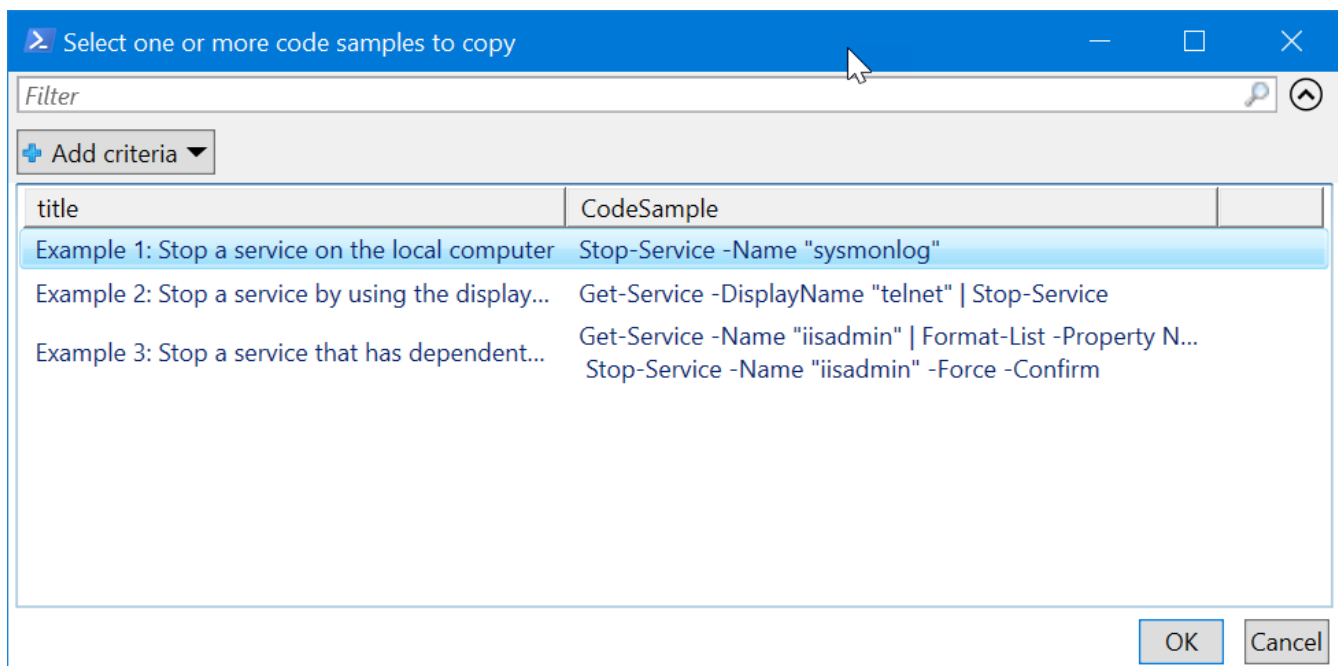 Select one or more code samples to copy
Filter
Add criteria
title CodeSample
Example 1: Stop a service on the local computer Stop-Service -Name "sysmonlog"
Example 2: Stop a service by using the display... Get-Service -DisplayName "telnet" | Stop-Service
Example 3: Stop a service that has dependent... Get-Service -Name "iisadmin" | Format-List -Property N...
Stop-Service -Name "iisadmin" -Force -Confirm
OK Cancel